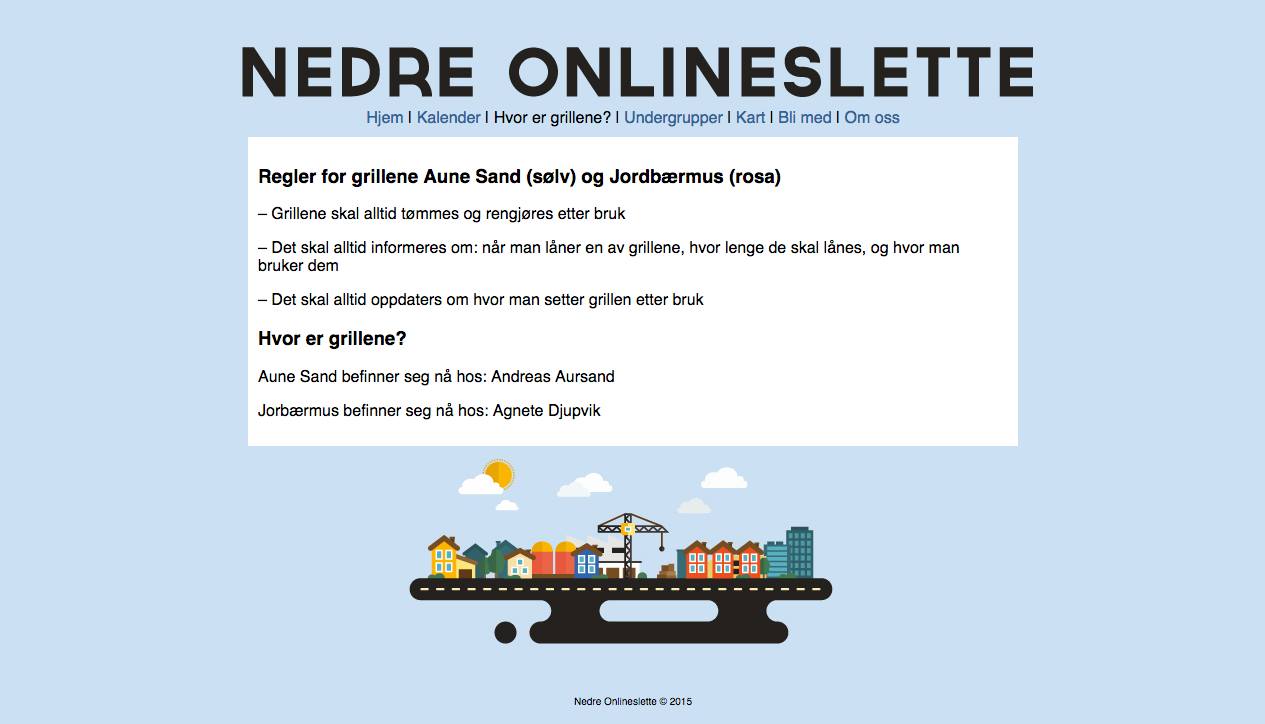 NEDRE ONLINESLETTE
Hjem | Kalender | Hvor er grillene? | Undergrupper | Kart | Bli med | Om oss
Regler for grillene Aune Sand (sølv) og Jordbærmus (rosa)
– Grillene skal alltid tømmes og rengjøres etter bruk
– Det skal alltid informeres om: når man låner en av grillene, hvor lenge de skal lånes, og hvor man
bruker dem
– Det skal alltid oppdaters om hvor man setter grillen etter bruk
Hvor er grillene?
Aune Sand befinner seg nå hos: Andreas Aursand
Jorbærmus befinner seg nå hos: Agnete Djupvik
Nedre Onlineslette © 2015